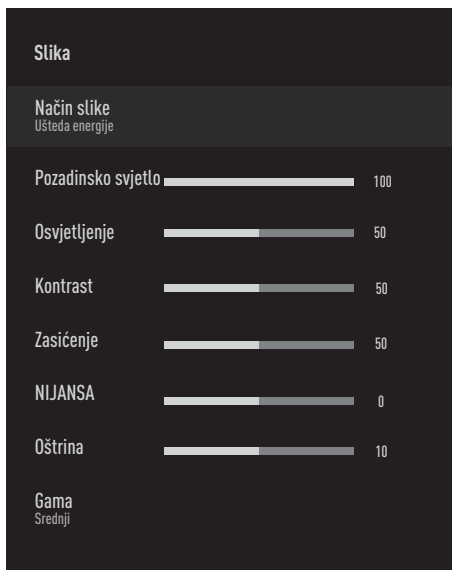 Slika
Način slike
Ušteda energije
Pozadinsko svjetlo 100
Osvjetljenje 50
Kontrast 50
Zasićenje 50
NIJANSA 0
Oštrina 10
Gama
Srednji